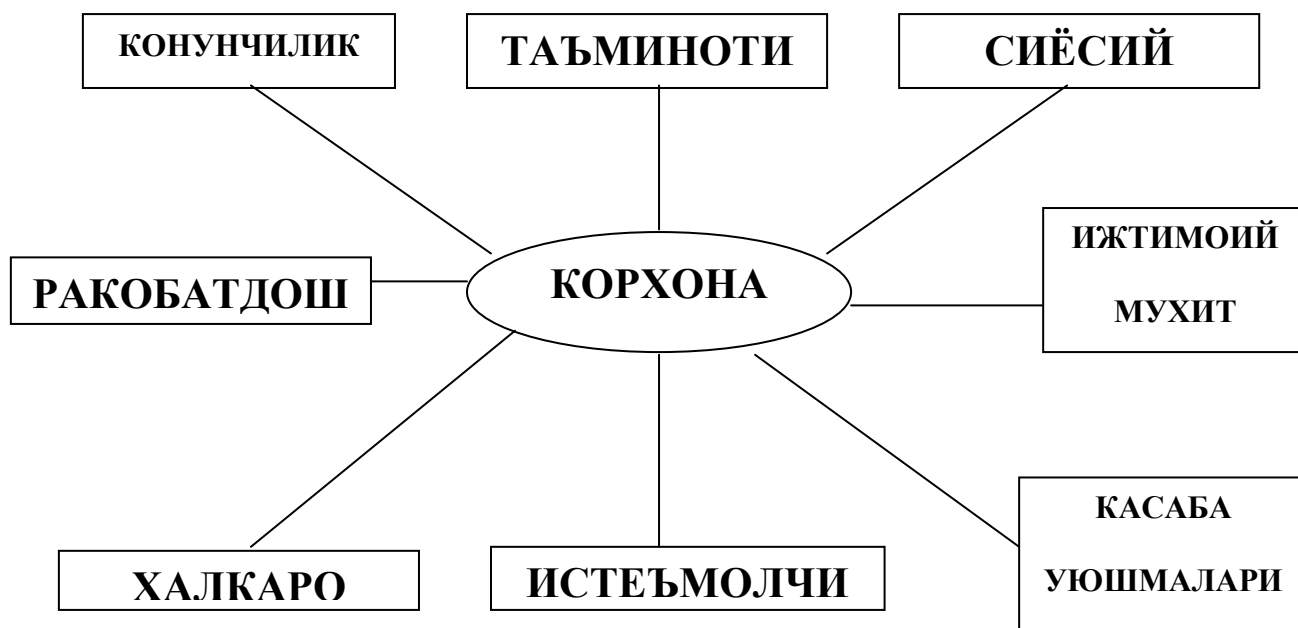 КОНУНЧИЛИК
ТАЪМИНОТИ
СИЁСИЙ
РАКОБАТДОШ
КОРХОНА
ИЖТИМОИЙ
МУХИТ
ХАЛКАРО
ИСТЕЪМОЛЧИ
КАСАБА
УЮШМАЛАРИ